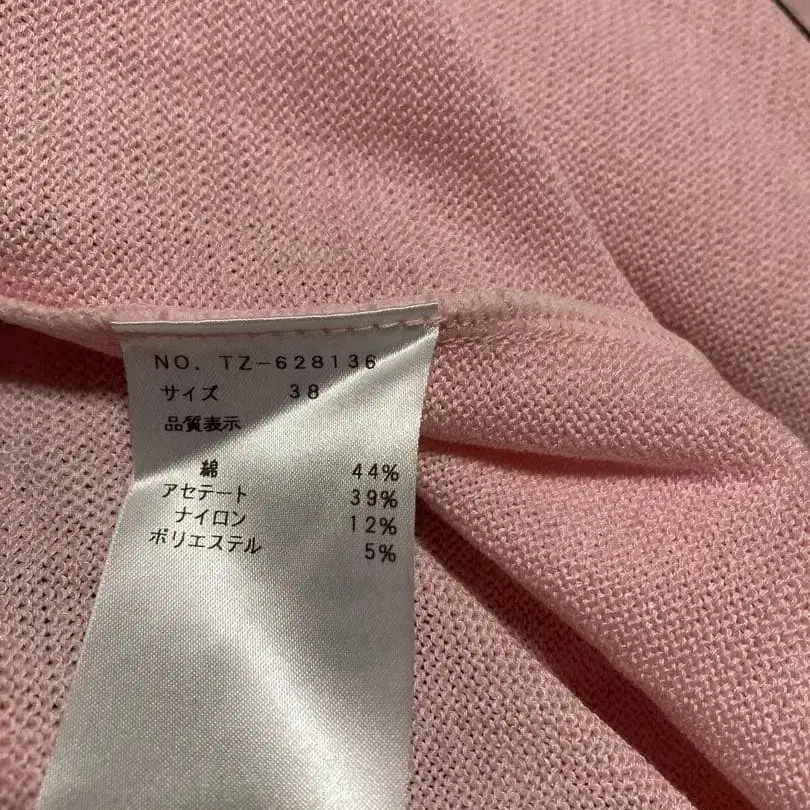 NO. TZ-628136
サイズ 38
品質表示
綿 44%
アセテート 39%
ナイロン 12%
ポリエステル 5%